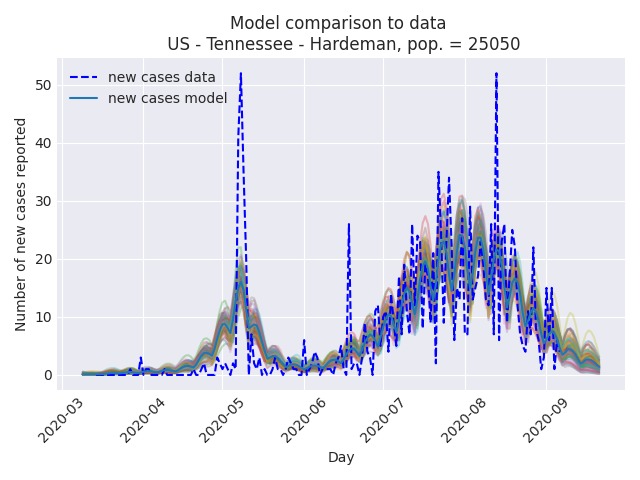 Model comparison to data
US - Tennessee - Hardeman, pop. = 25050
new cases data
new cases model
Number of new cases reported
50
40
30
20
10
0
2020-03
2020-04
2020-05
2020-06
2020-07
2020-08
2020-09
Day